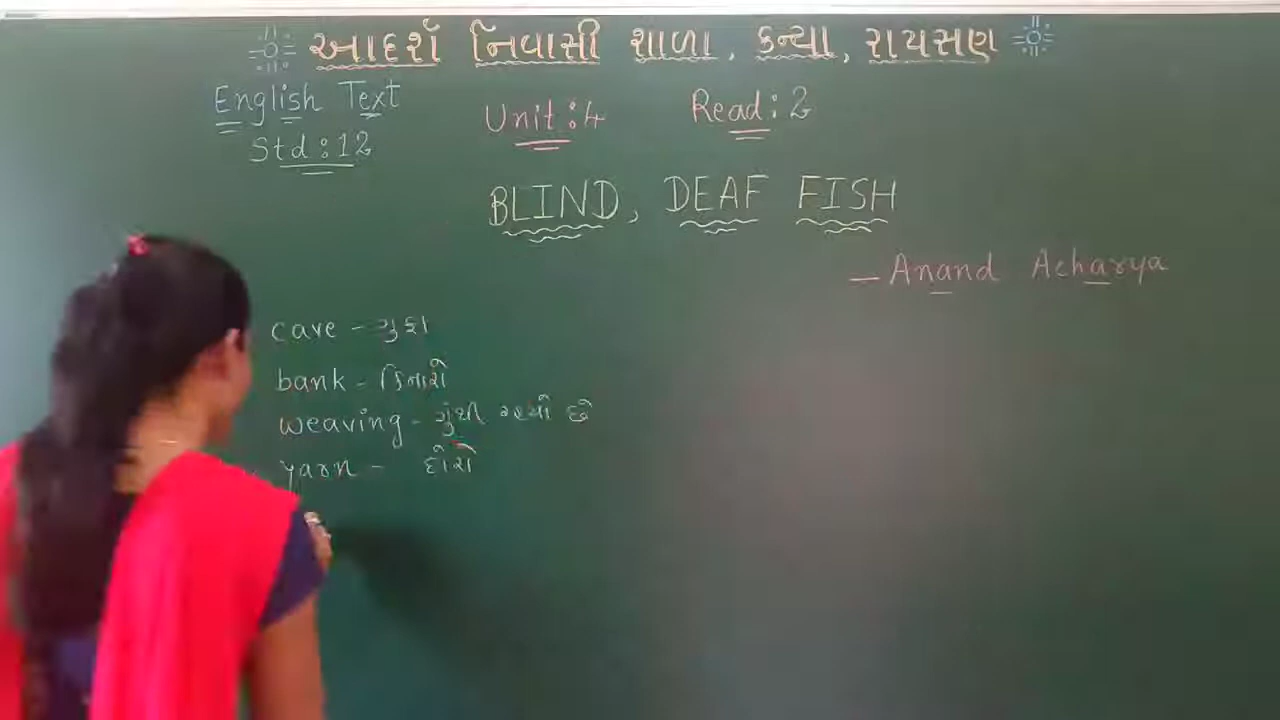 આદર્શ નિવાસી શાળા, કન્યા, રાયસણ
English Text Unit:4 Read:2
Std:12
BLIND, DEAF FISH
- Anand Acharya
cave - ગુફા
bank - કિનારો
weaving - ગુંથી રહ્યો છે
yarn - દોરો